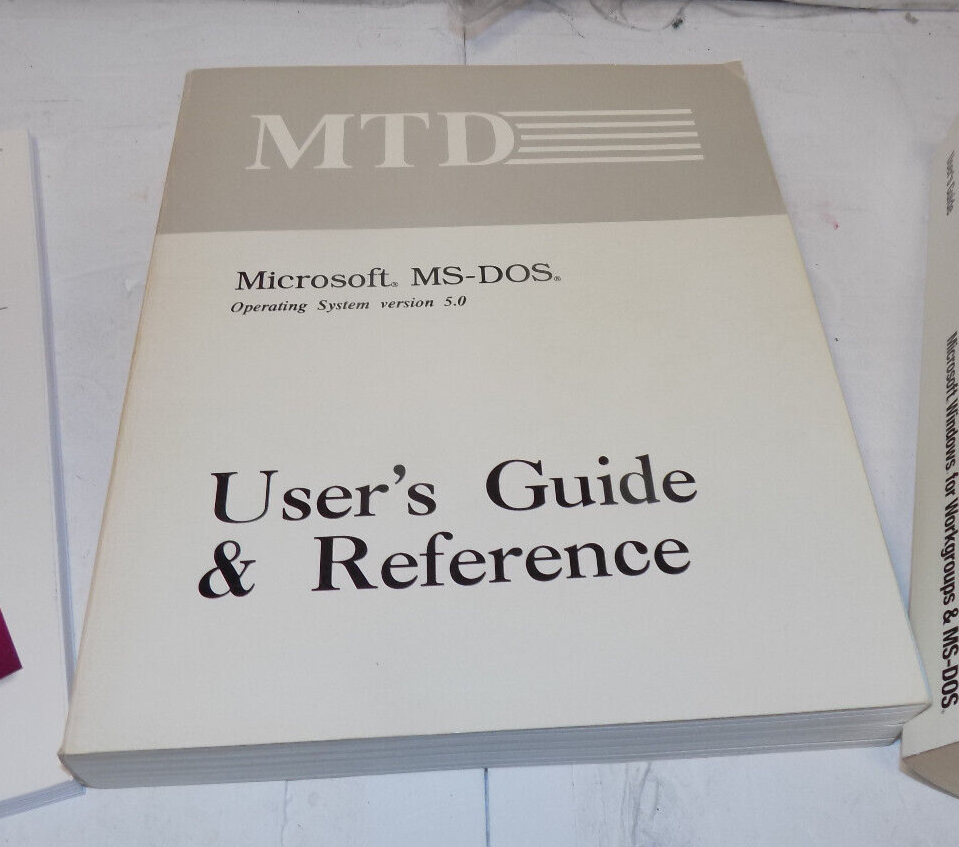 MTD
Microsoft® MS-DOS®
Operating System version 5.0
User's Guide
& Reference
Microsoft Windows for Workgroups & MS-DOS